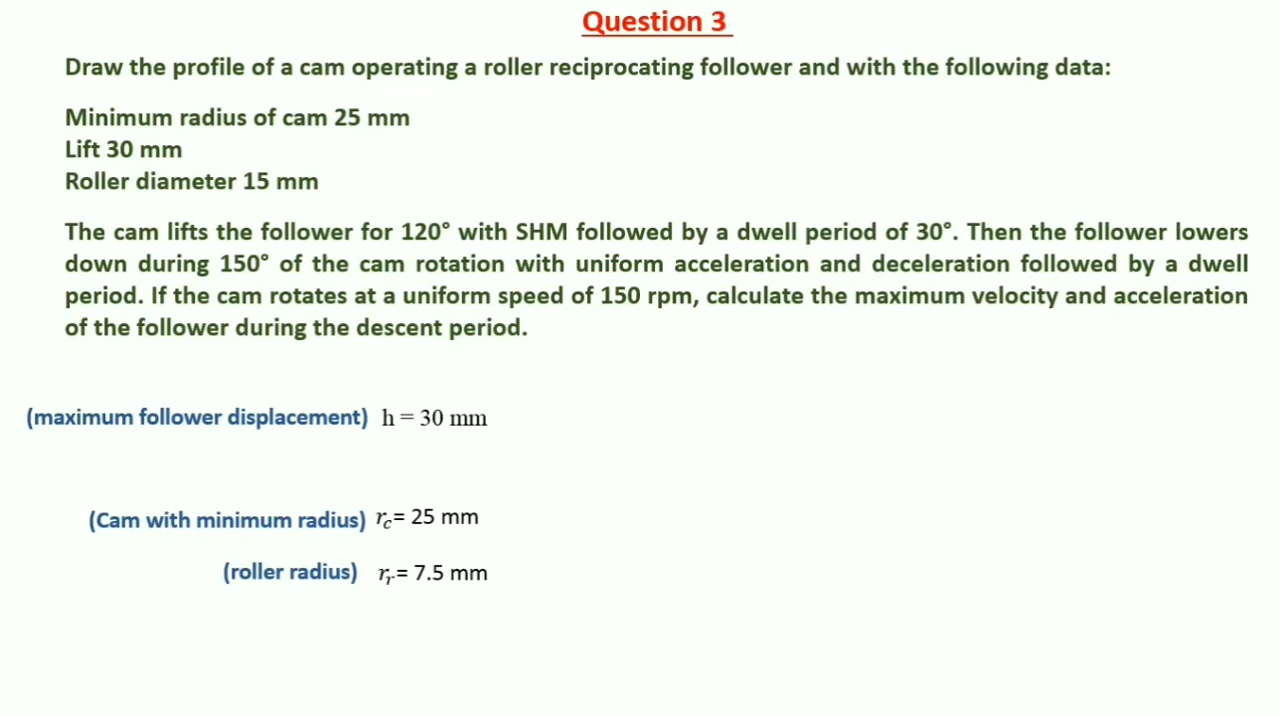 Question 3
Draw the profile of a cam operating a roller reciprocating follower and with the following data:
Minimum radius of cam 25 mm
Lift 30 mm
Roller diameter 15 mm
The cam lifts the follower for 120° with SHM followed by a dwell period of 30°. Then the follower lowers
down during 150° of the cam rotation with uniform acceleration and deceleration followed by a dwell
period. If the cam rotates at a uniform speed of 150 rpm, calculate the maximum velocity and acceleration
of the follower during the descent period.
(maximum follower displacement) h = 30 mm
(Cam with minimum radius) r_c= 25 mm
(roller radius) r_r= 7.5 mm